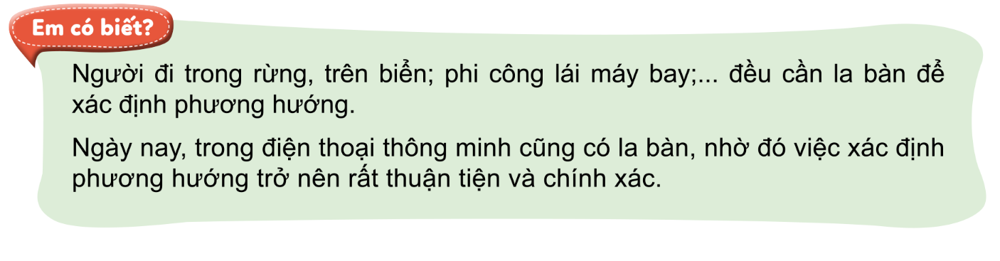 Em có biết?
Người đi trong rừng, trên biển; phi công lái máy bay;... đều cần la bàn để
xác định phương hướng.
Ngày nay, trong điện thoại thông minh cũng có la bàn, nhờ đó việc xác định
phương hướng trở nên rất thuận tiện và chính xác.